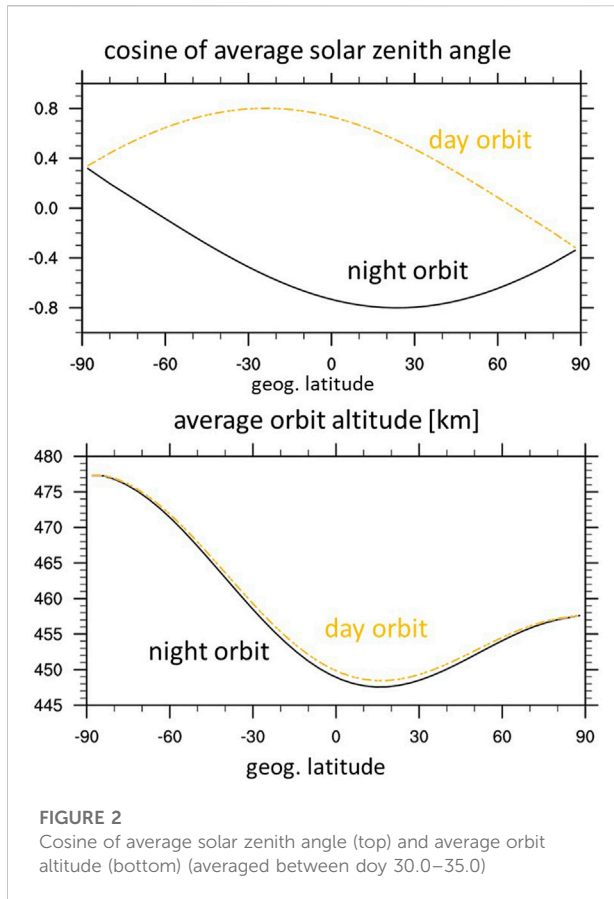 cosine of average solar zenith angle
0.8
0.4
0.0
-0.4
-0.8
day orbit
night orbit
-90 -60 -30 0 30 60 90
geog. latitude
average orbit altitude [km]
480
475
470
465
460
455
450
445
day orbit
night orbit
-90 -60 -30 0 30 60 90
geog. latitude
FIGURE 2
Cosine of average solar zenith angle (top) and average orbit
altitude (bottom) (averaged between doy 30.0–35.0)